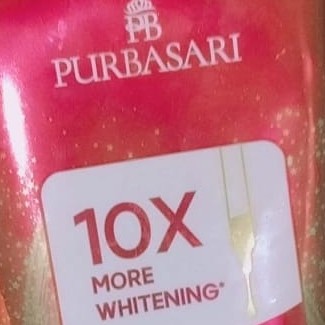 PB
PURBASARI
10X
MORE
WHITENING*